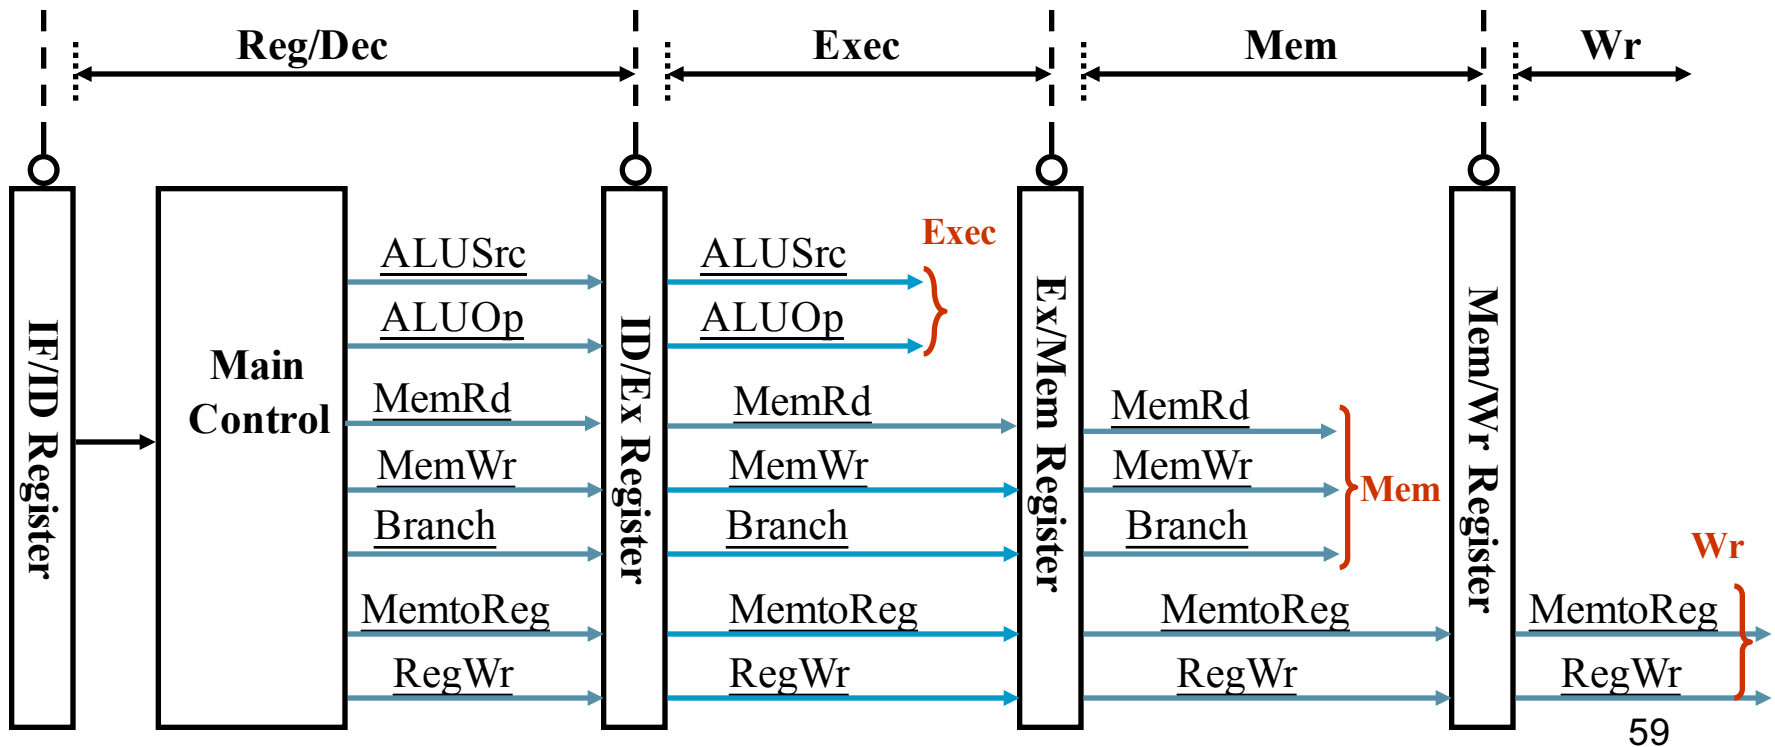 Reg/Dec
Exec
Mem
Wr
IF/ID Register
Main
Control
ALUSrc
ALUOp
MemRd
MemWr
Branch
MemtoReg
RegWr
ID/Ex Register
ALUSrc
ALUOp
Exec
MemRd
MemWr
Branch
MemtoReg
RegWr
Ex/Mem Register
MemRd
MemWr
Branch
Mem
MemtoReg
RegWr
Mem/Wr Register
Wr
MemtoReg
RegWr
59